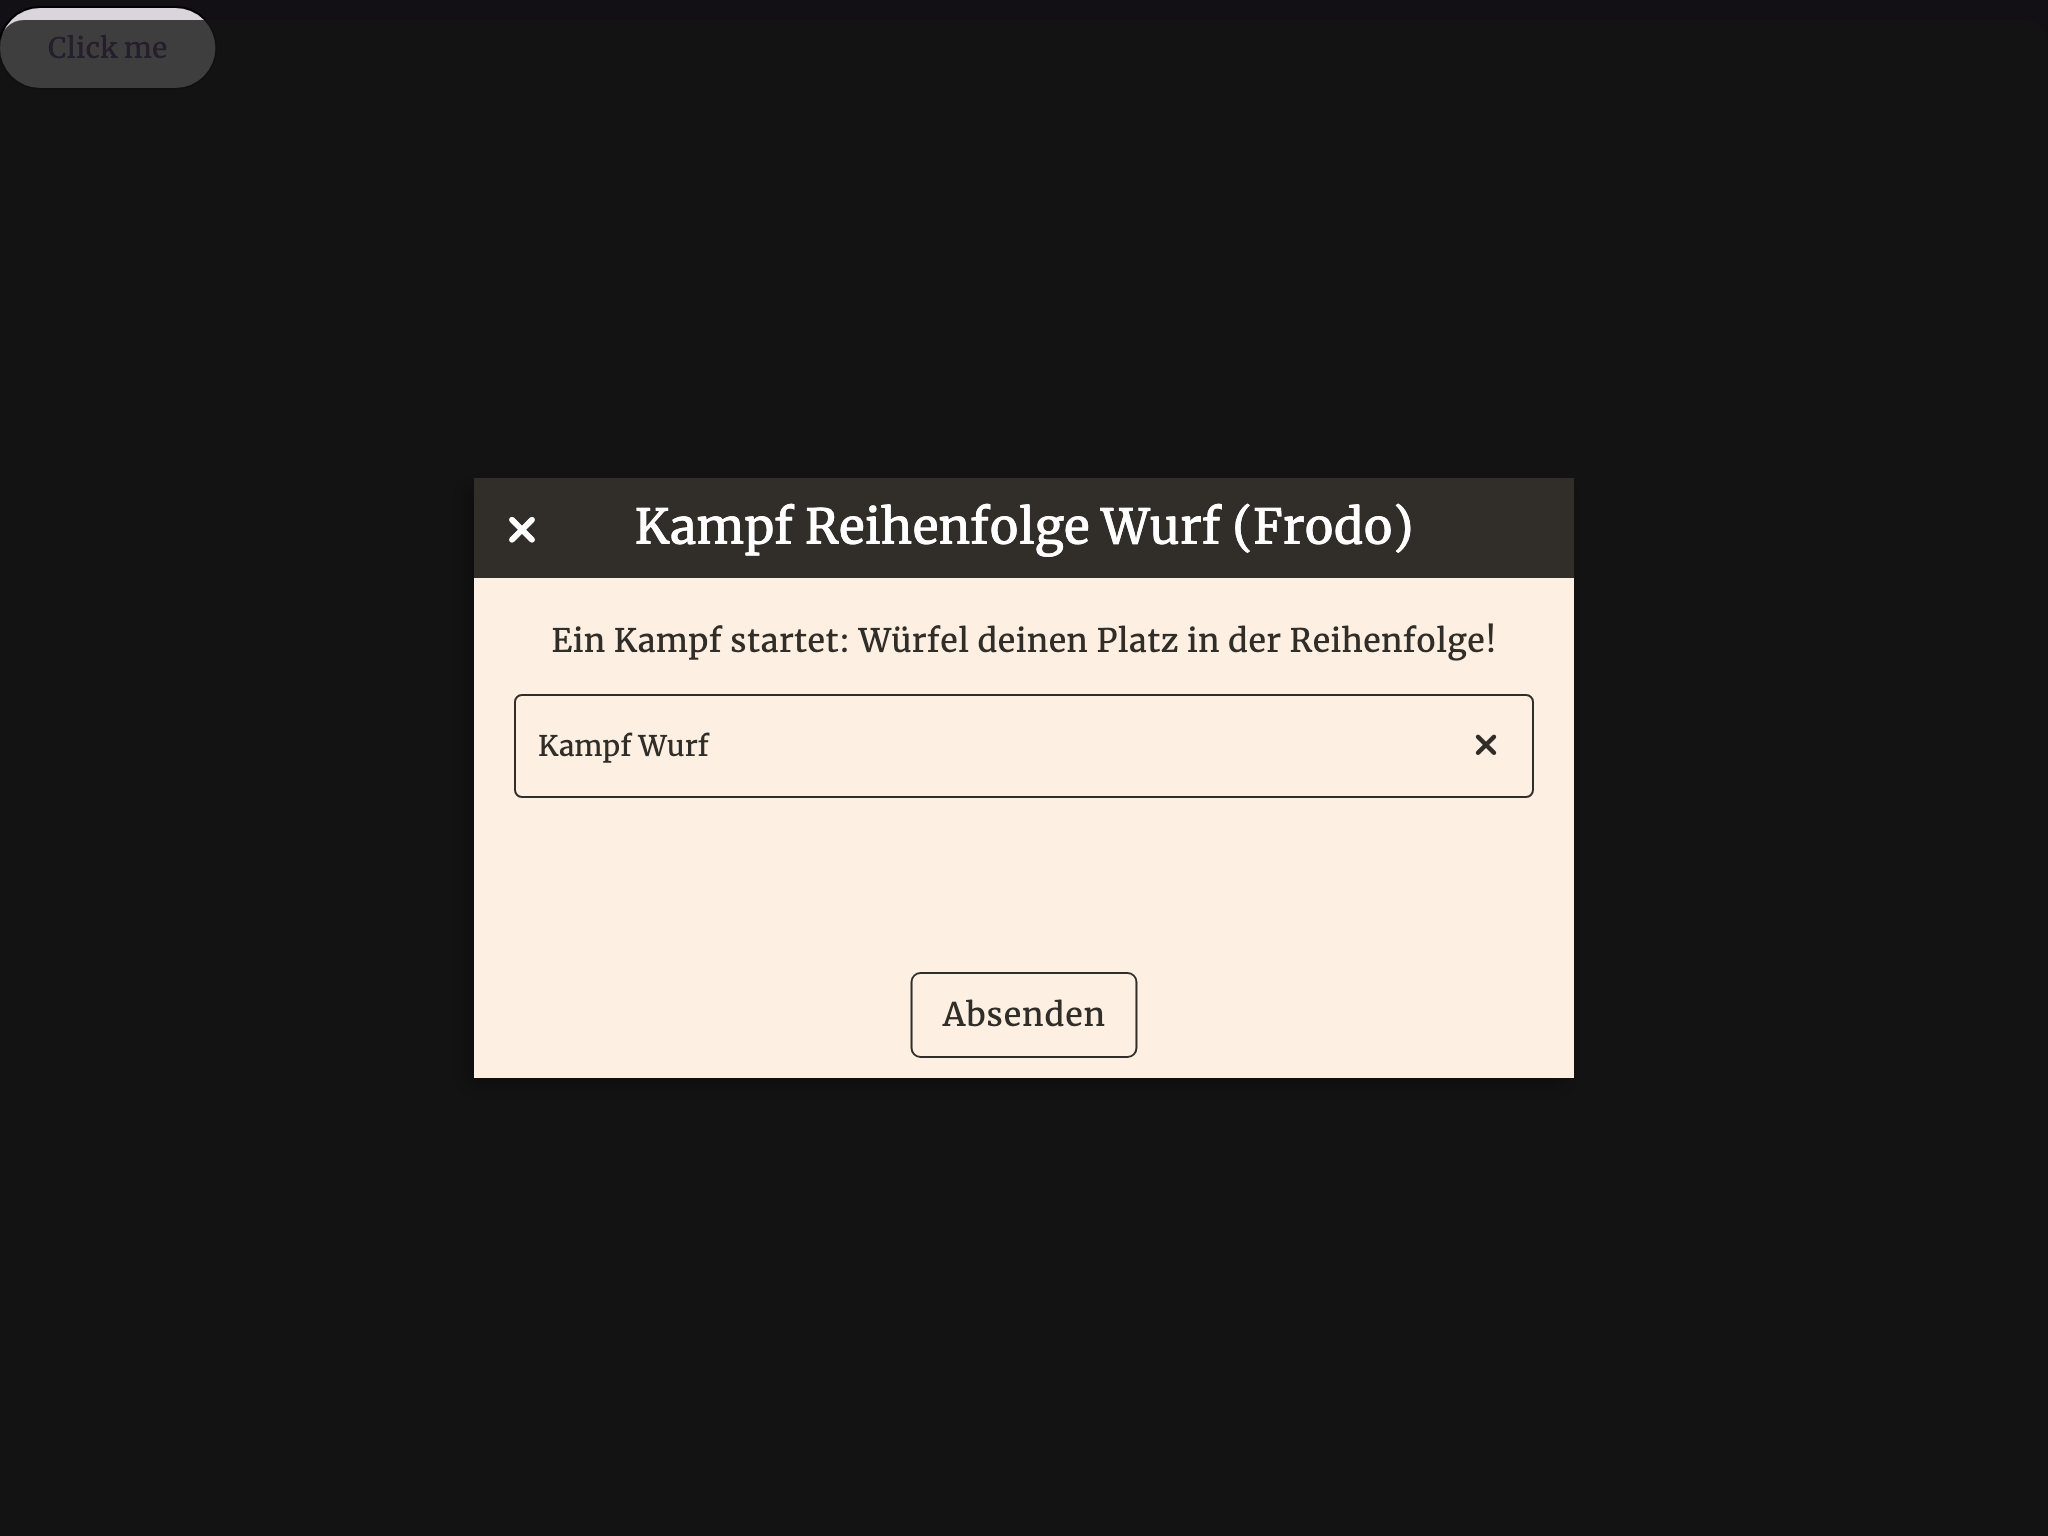 Click me
Kampf Reihenfolge Wurf (Frodo)
Ein Kampf startet: Würfel deinen Platz in der Reihenfolge!
Kampf Wurf
Absenden